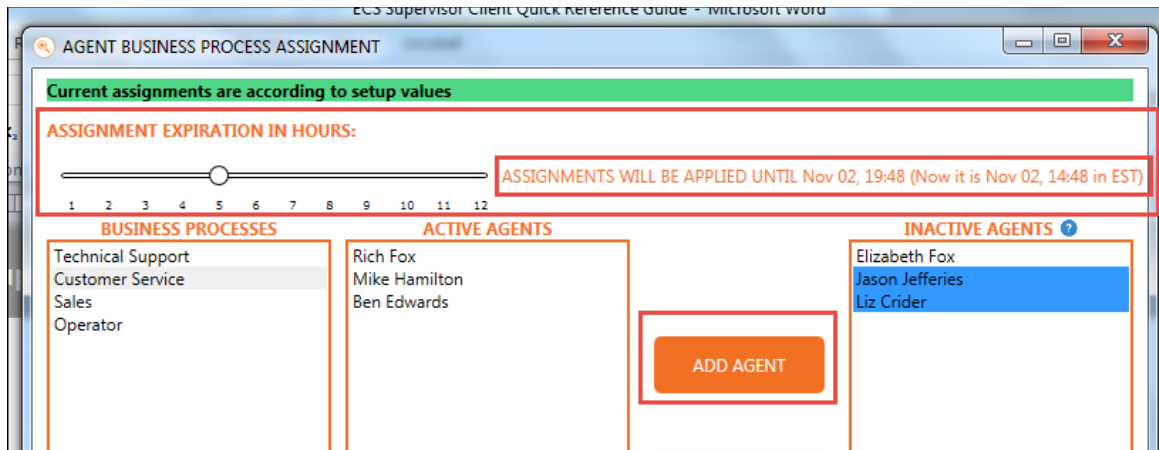 ECS Supervisor Client Quick Reference Guide - Microsoft Word
AGENT BUSINESS PROCESS ASSIGNMENT
Current assignments are according to setup values
ASSIGNMENT EXPIRATION IN HOURS:
ASSIGNMENTS WILL BE APPLIED UNTIL Nov 02, 19:48 (Now it is Nov 02, 14:48 in EST)
1 2 3 4 5 6 7 8 9 10 11 12
BUSINESS PROCESSES
Technical Support
Customer Service
Sales
Operator
ACTIVE AGENTS
Rich Fox
Mike Hamilton
Ben Edwards
ADD AGENT
INACTIVE AGENTS ?
Elizabeth Fox
Jason Jefferies
Liz Crider